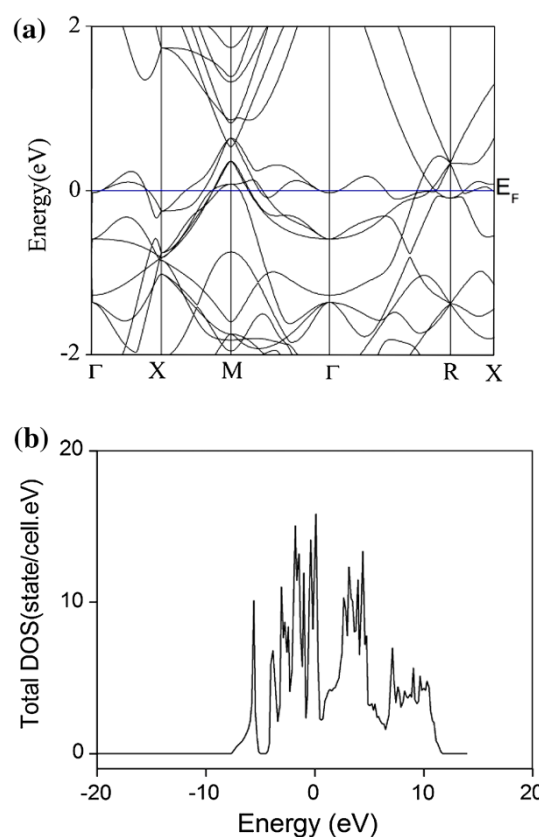 (a)
2
0
-2
Energy(eV)
E_F
Γ X M Γ R X
(b)
20
10
0
Total DOS(state/cell.eV)
-20 -10 0 10 20
Energy (eV)